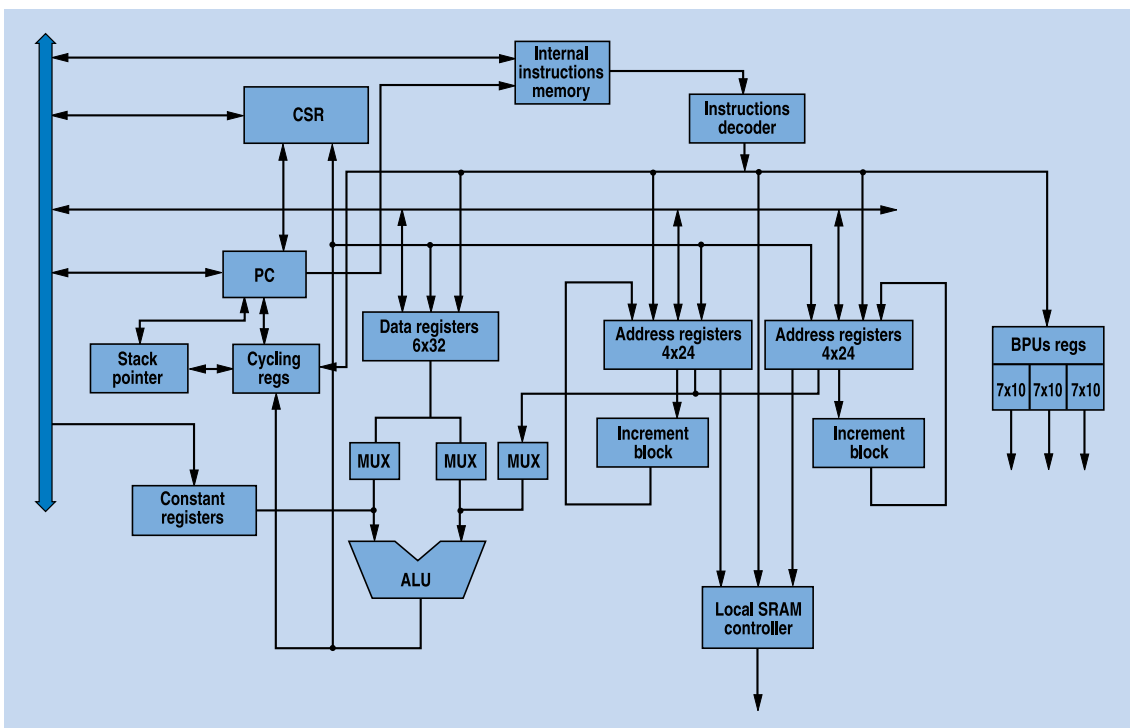 Internal
instructions
memory
CSR
Instructions
decoder
PC
Data registers
6x32
Address registers
4x24
Address registers
4x24
BPUs regs
7x10 7x10 7x10
Stack
pointer
Cycling
regs
MUX
MUX
MUX
Increment
block
Increment
block
Constant
registers
ALU
Local SRAM
controller